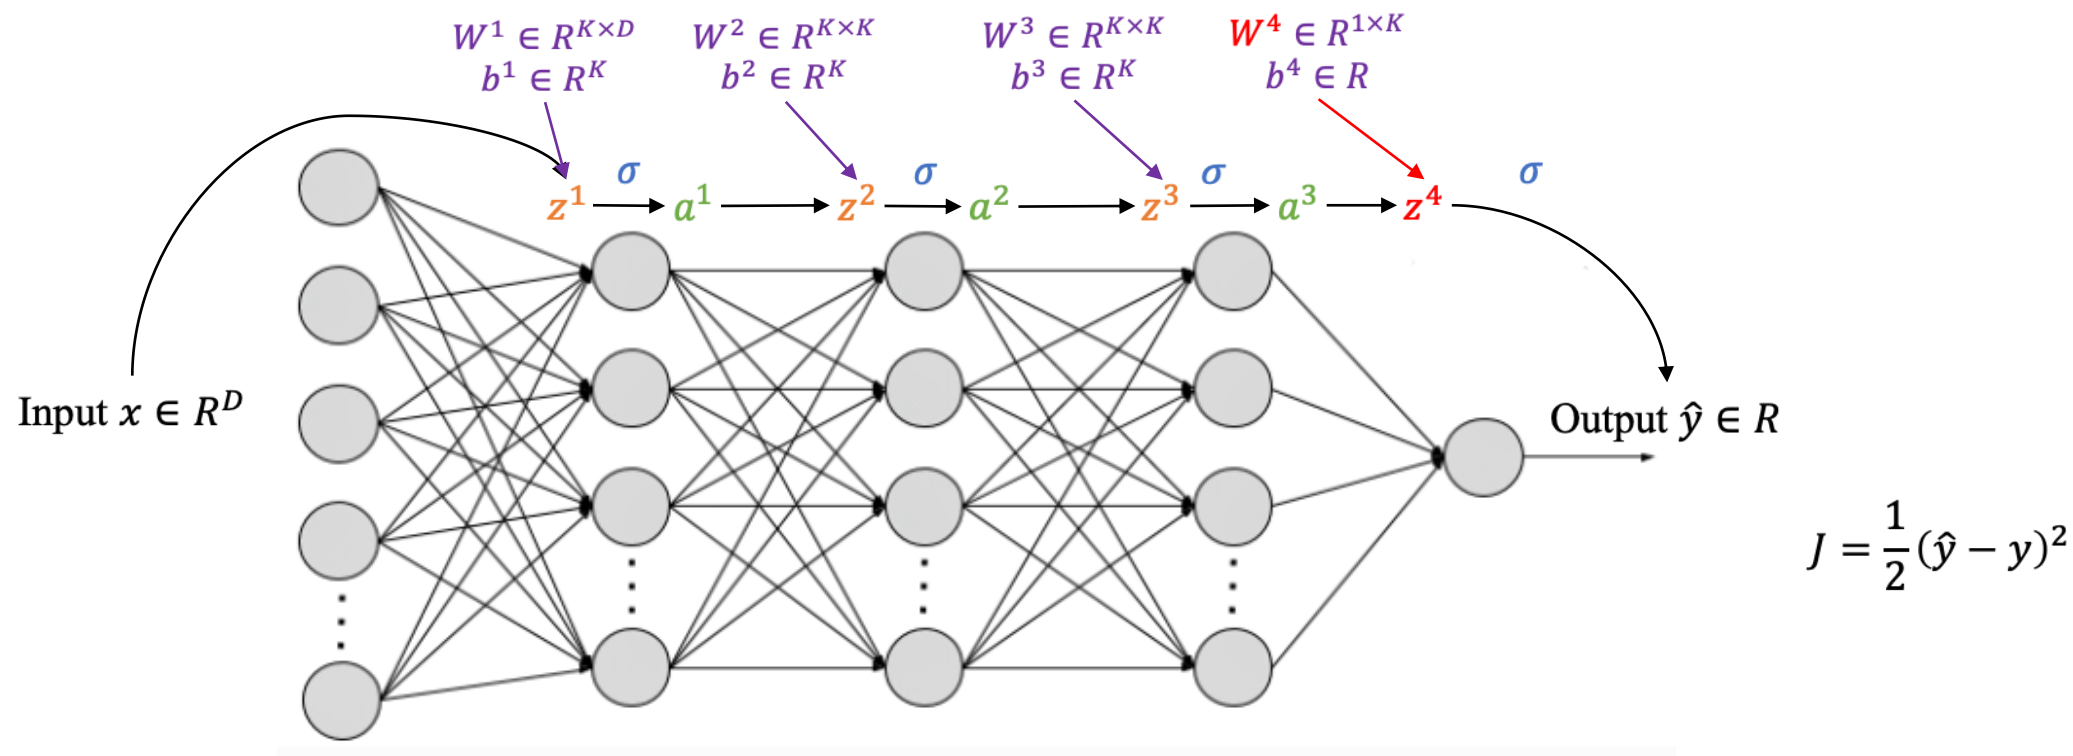 W¹ ∈ R^{K×D} W² ∈ R^{K×K} W³ ∈ R^{K×K} W⁴ ∈ R^{1×K}
b¹ ∈ R^K b² ∈ R^K b³ ∈ R^K b⁴ ∈ R
σ σ σ σ
z¹ a¹ z² a² z³ a³ z⁴
Input x ∈ R^D
Output ŷ ∈ R
J = \frac{1}{2}(ŷ − y)²